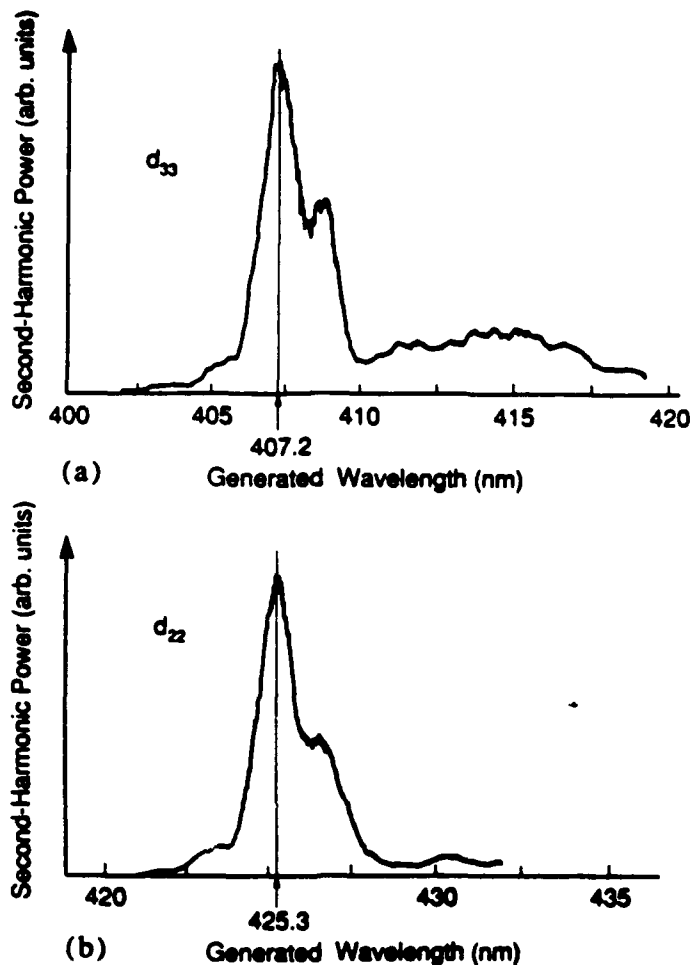 Second-Harmonic Power (arb. units)
d33
400 405 410 415 420
407.2
(a) Generated Wavelength (nm)
Second-Harmonic Power (arb. units)
d22
420 430 435
425.3
(b) Generated Wavelength (nm)